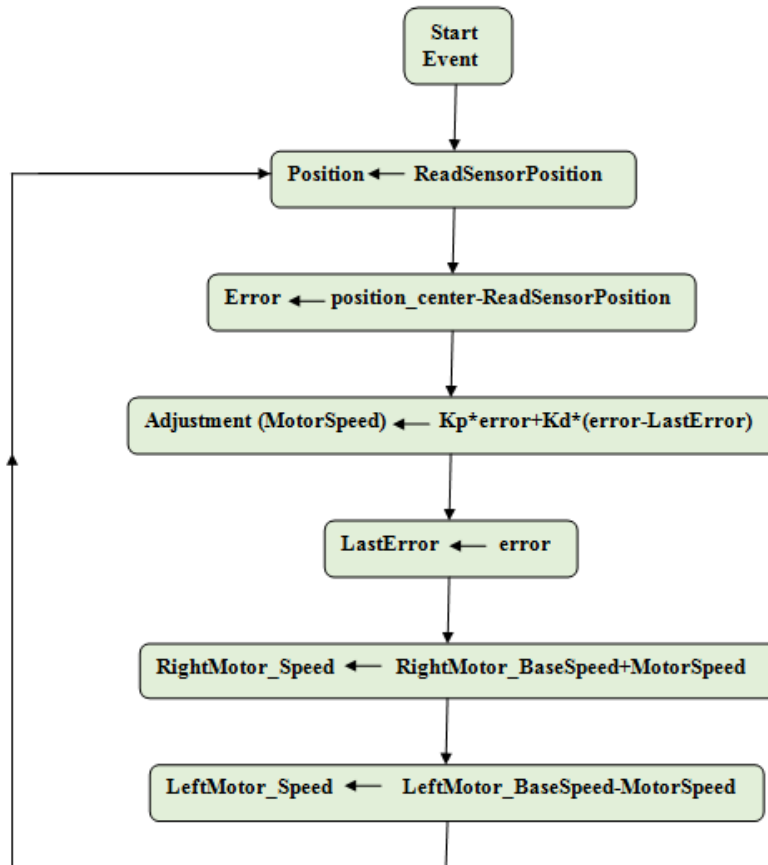 Start
Event
Position ← ReadSensorPosition
Error ← position_center-ReadSensorPosition
Adjustment (MotorSpeed) ← Kp*error+Kd*(error-LastError)
LastError ← error
RightMotor_Speed ← RightMotor_BaseSpeed+MotorSpeed
LeftMotor_Speed ← LeftMotor_BaseSpeed-MotorSpeed